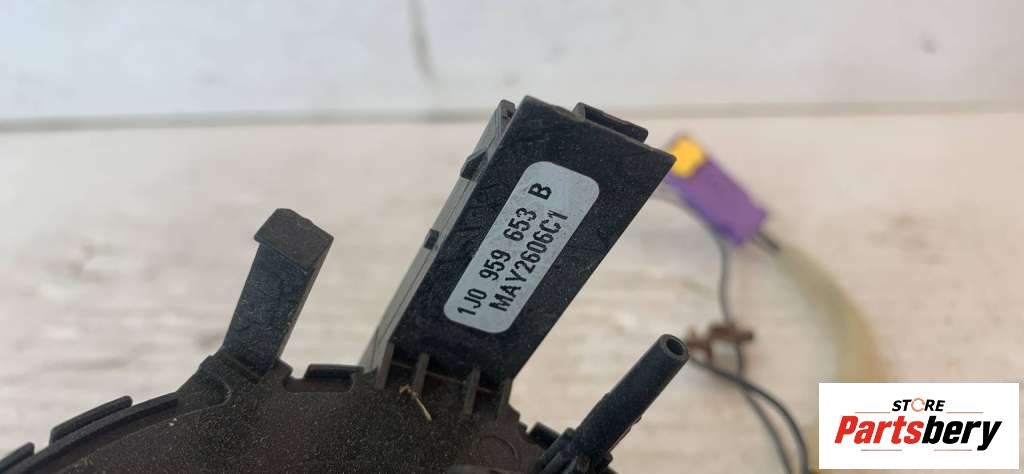 1J0 959 653 B
MAY2606C1
STORE
Partsbery